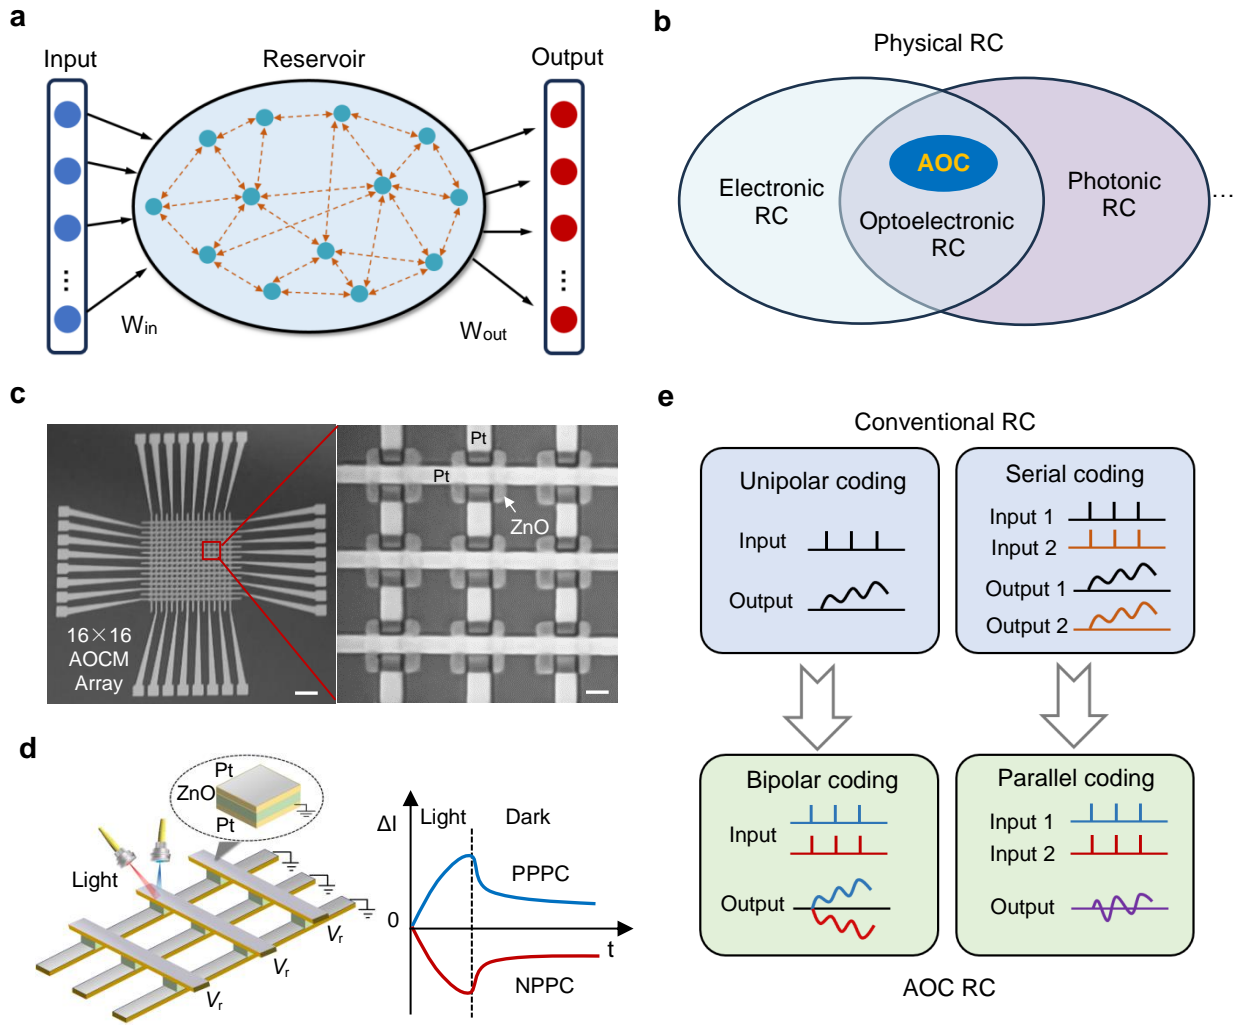 a
Input
Reservoir
Output
⋮
⋮
Win
Wout
b
Physical RC
AOC
Electronic
RC
Optoelectronic
RC
Photonic
RC
...
c
Pt
Pt
ZnO
16×16
AOCM
Array
d
Pt
ZnO
Pt
Light
Vr
Vr
Vr
ΔI
Light
Dark
PPPC
0
t
NPPC
e
Conventional RC
Unipolar coding
Input
Output
Serial coding
Input 1
Input 2
Output 1
Output 2
Bipolar coding
Input
Output
Parallel coding
Input 1
Input 2
Output
AOC RC